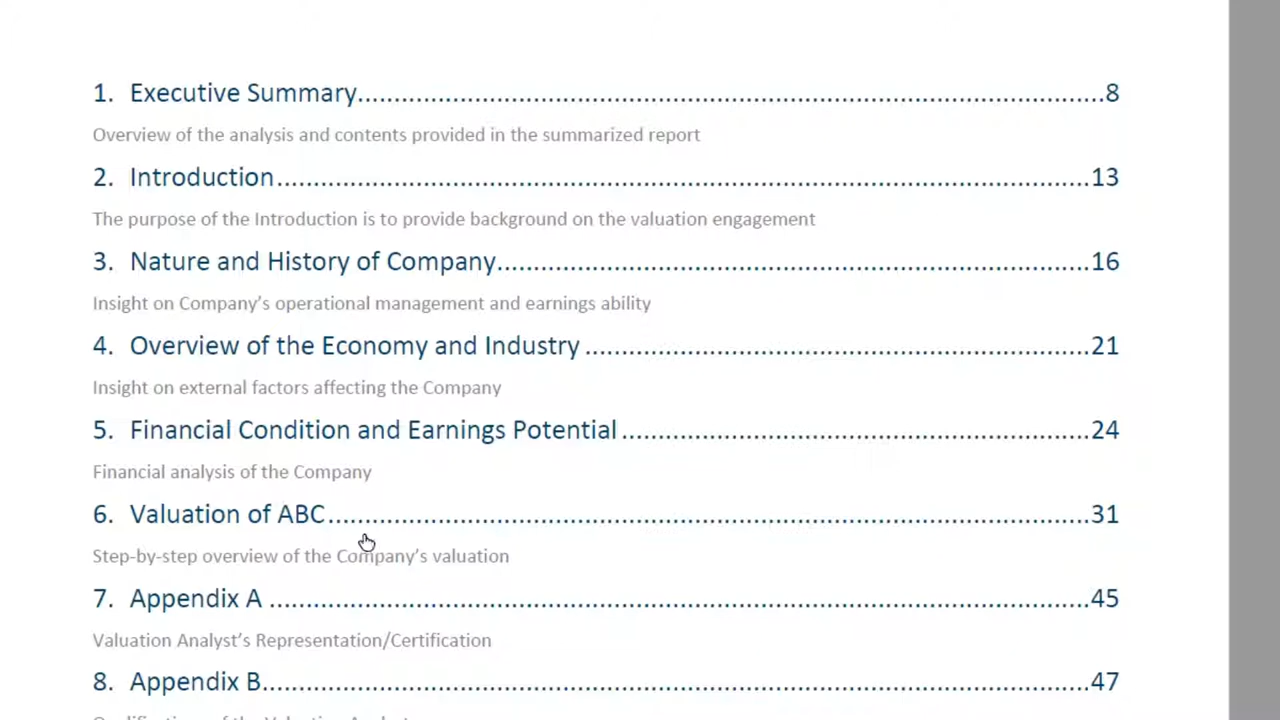 1. Executive Summary........................................................................................................8
Overview of the analysis and contents provided in the summarized report
2. Introduction................................................................................................................13
The purpose of the Introduction is to provide background on the valuation engagement
3. Nature and History of Company..................................................................................16
Insight on Company's operational management and earnings ability
4. Overview of the Economy and Industry ......................................................................21
Insight on external factors affecting the Company
5. Financial Condition and Earnings Potential .................................................................24
Financial analysis of the Company
6. Valuation of ABC.........................................................................................................31
Step-by-step overview of the Company's valuation
7. Appendix A .................................................................................................................45
Valuation Analyst's Representation/Certification
8. Appendix B..................................................................................................................47